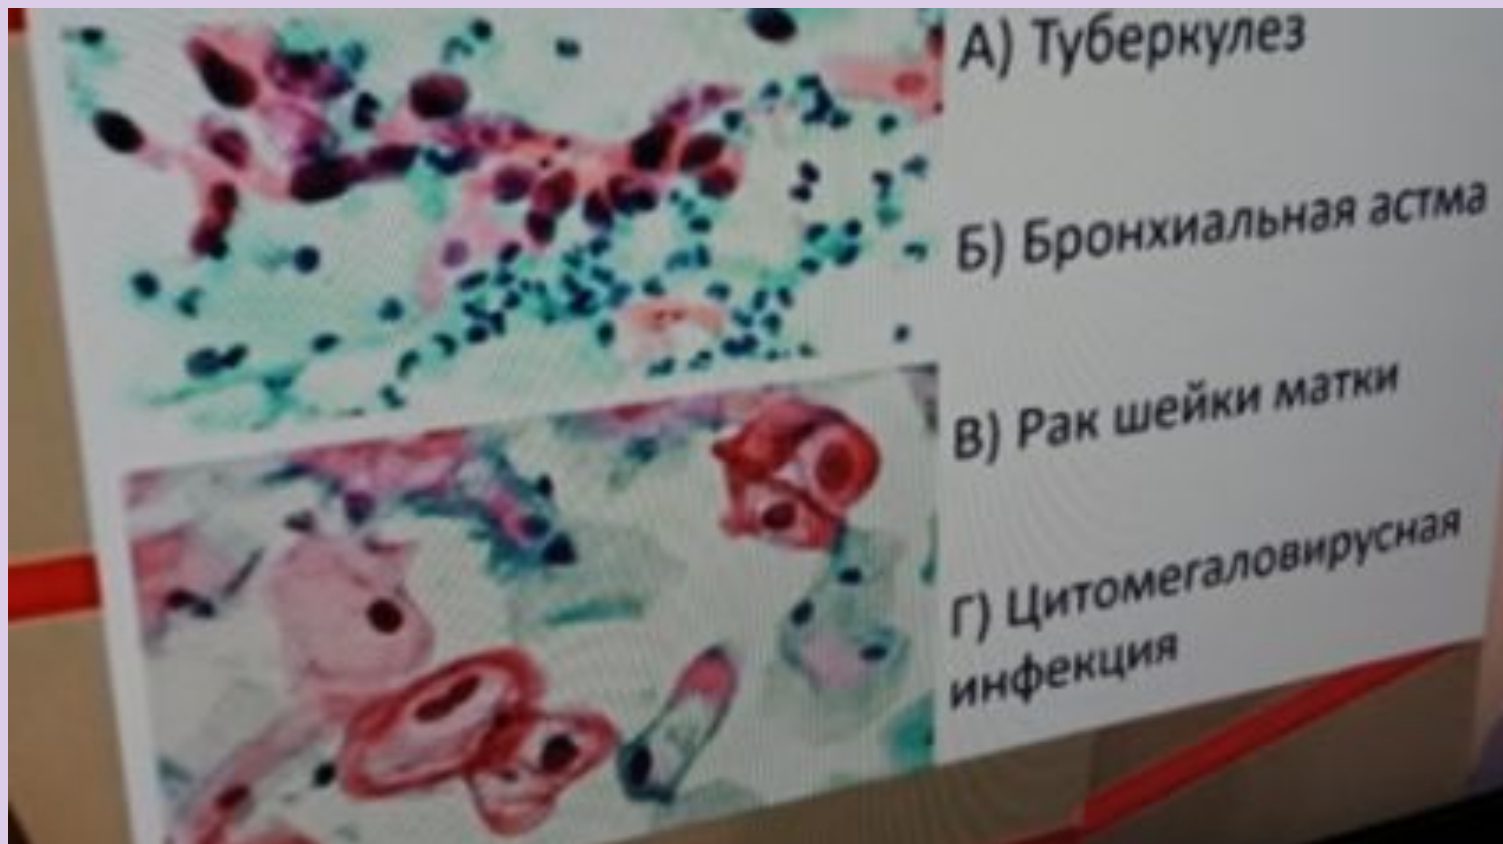 А) Туберкулез
Б) Бронхиальная астма
В) Рак шейки матки
Г) Цитомегаловирусная
инфекция